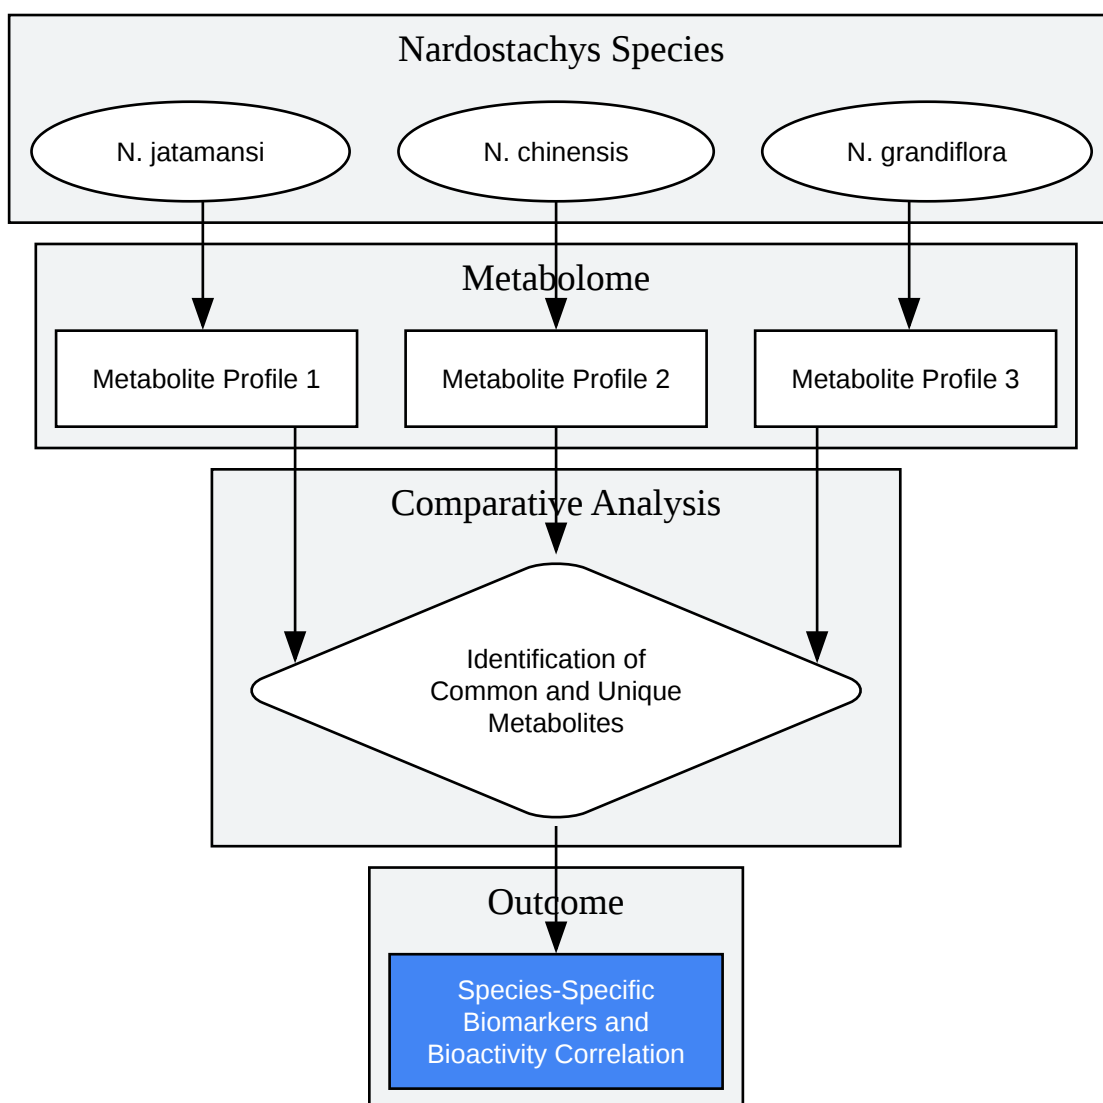 Nardostachys Species
N. jatamansi
N. chinensis
N. grandiflora
Metabolome
Metabolite Profile 1
Metabolite Profile 2
Metabolite Profile 3
Comparative Analysis
Identification of
Common and Unique
Metabolites
Outcome
Species-Specific
Biomarkers and
Bioactivity Correlation